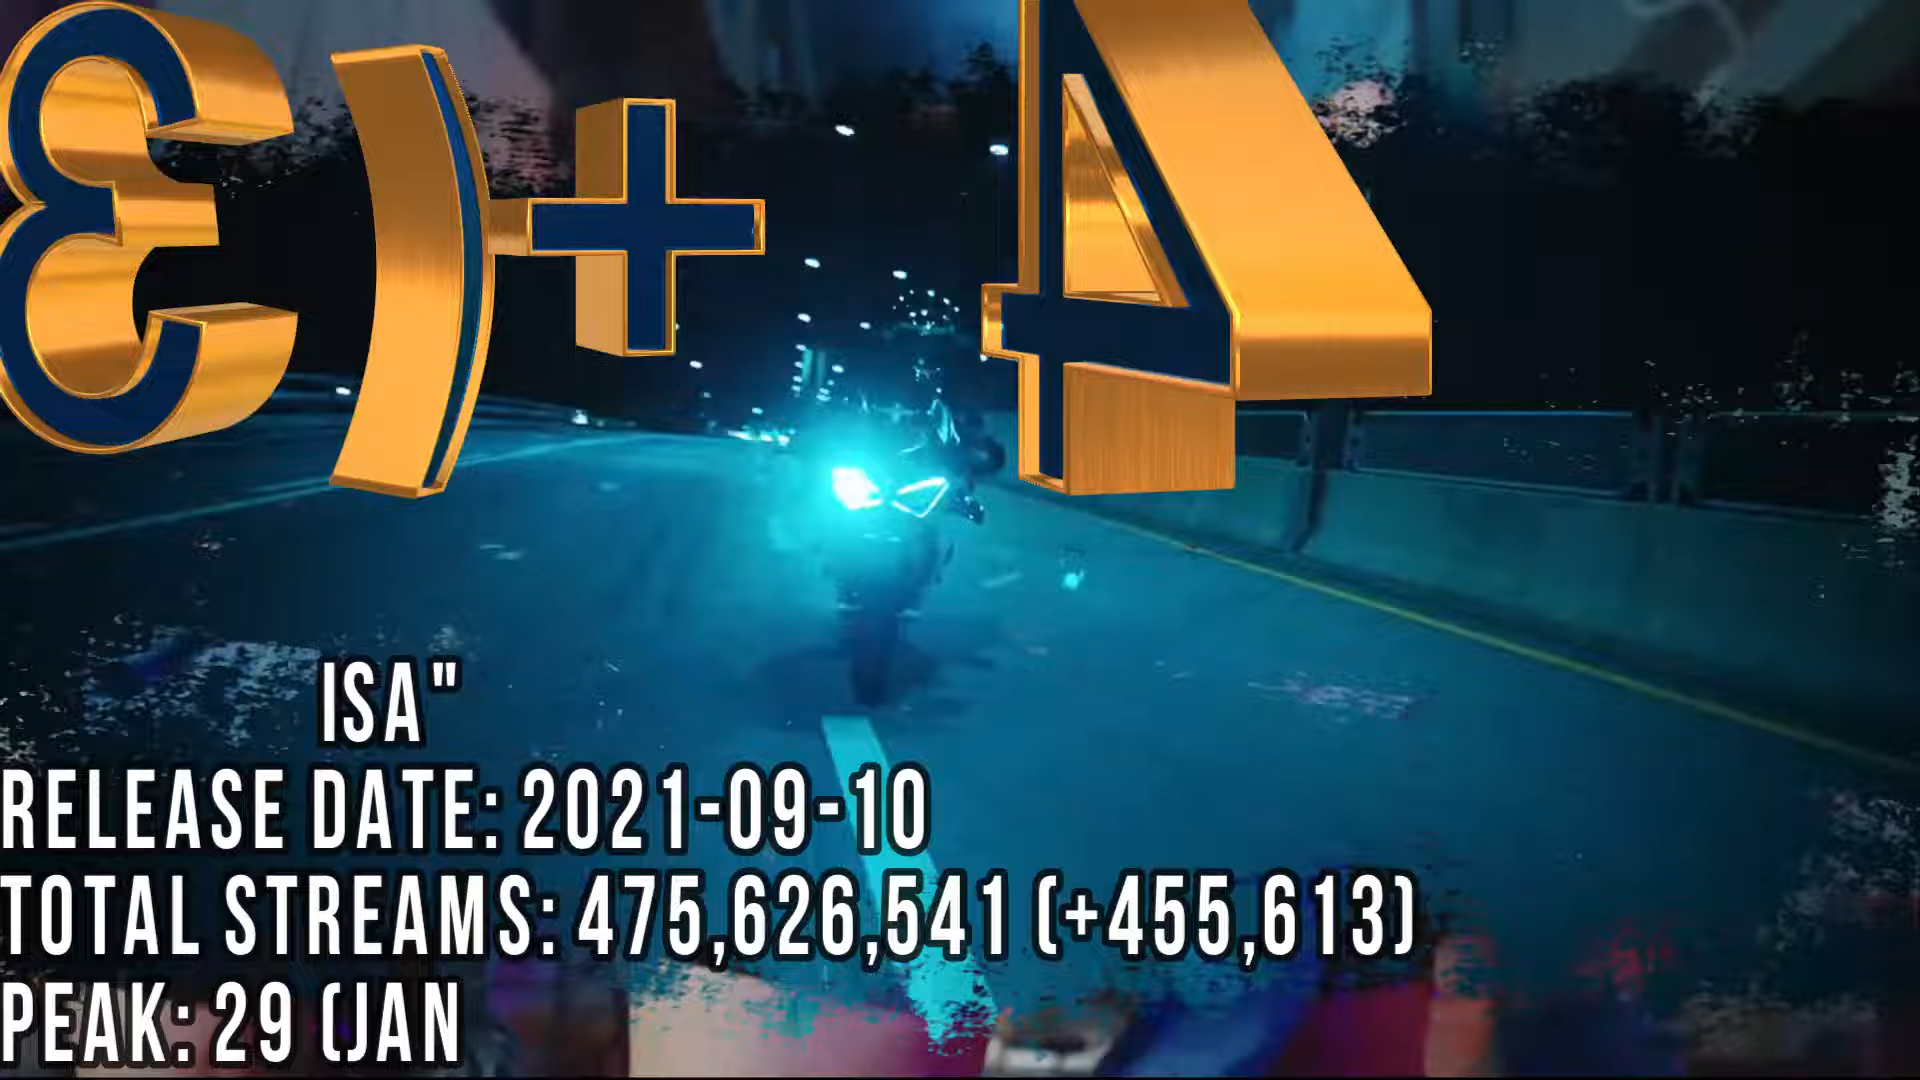 3(+4
ISA"
RELEASE DATE: 2021-09-10
TOTAL STREAMS: 475,626,541 (+455,613)
PEAK: 29 (JAN